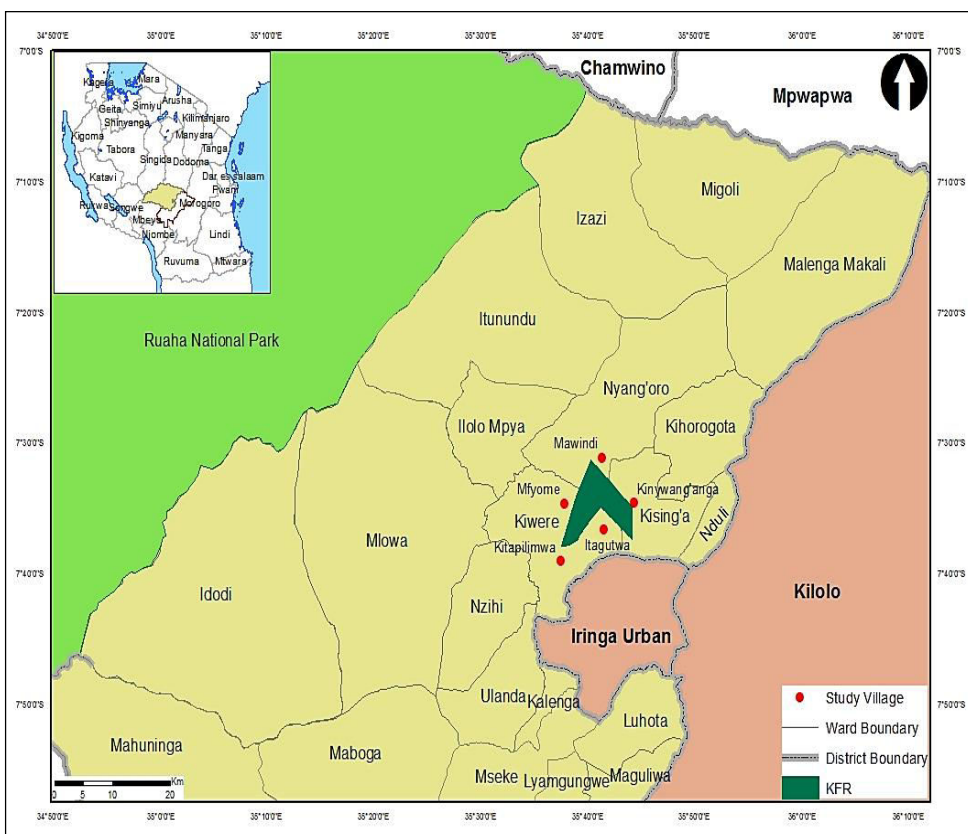 34°50'0"E 35°0'0"E 35°10'0"E 35°20'0"E 35°30'0"E 35°40'0"E 35°50'0"E 36°0'0"E 36°10'0"E
7°0'0"S
7°0'0"S
Chamwino
Mpwapwa
Kagera
Mara
Geita
Simiyu
Arusha
Shinyanga
Kilimanjaro
Kigoma
Manyara
Tabora
Tanga
Singida
Dodoma
Katavi
Dar es salaam
Pwani
Rukwa
Songwe
Morogoro
Mbeya
Njombe
Lindi
Ruvuma
Mtwara
7°10'0"S
7°10'0"S
Migoli
Izazi
Malenga Makali
7°20'0"S
7°20'0"S
Itunundu
Ruaha National Park
Nyang'oro
Ilolo Mpya
Kihorogota
7°30'0"S
7°30'0"S
Mawindi
Mfyome
Kinywang'anga
Kiwere
Kising'a
Nduli
Mlowa
Kitapilimwa
Itagutwa
7°40'0"S
7°40'0"S
Idodi
Nzihi
Kilolo
Iringa Urban
Ulanda
Kalenga
7°50'0"S
7°50'0"S
Luhota
Mahuninga
Maboga
Mseke
Lyamgungwe
Maguliwa
Study Village
Ward Boundary
District Boundary
KFR
Km
0 5 10 20
34°50'0"E 35°0'0"E 35°10'0"E 35°20'0"E 35°30'0"E 35°40'0"E 35°50'0"E 36°0'0"E 36°10'0"E